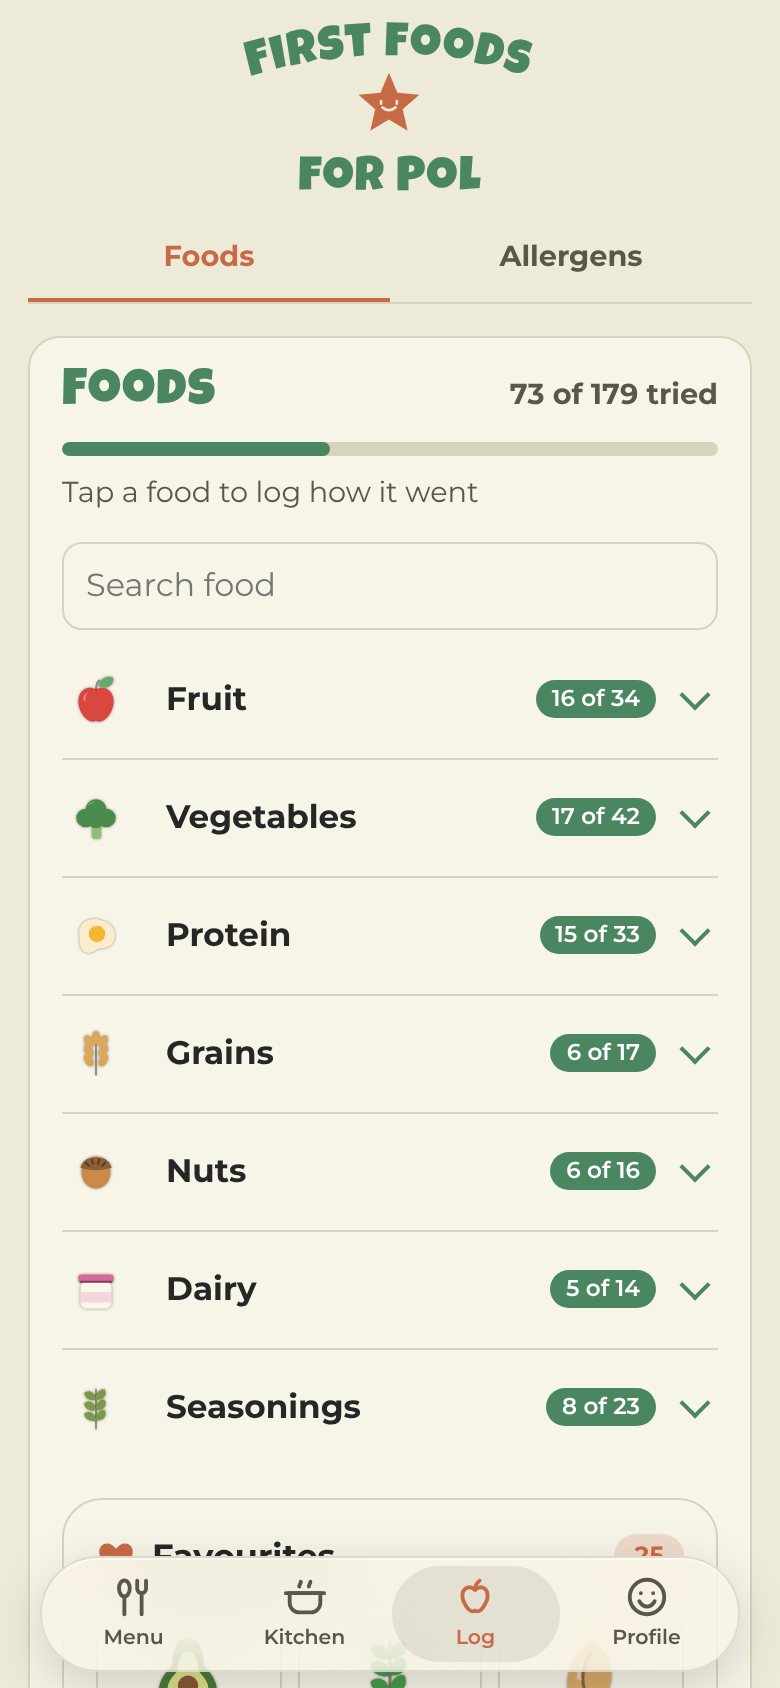 FIRST FOODS
FOR POL
Foods
Allergens
FOODS
73 of 179 tried
Tap a food to log how it went
Search food
Fruit
16 of 34
Vegetables
17 of 42
Protein
15 of 33
Grains
6 of 17
Nuts
6 of 16
Dairy
5 of 14
Seasonings
8 of 23
Favourites
25
Menu
Kitchen
Log
Profile